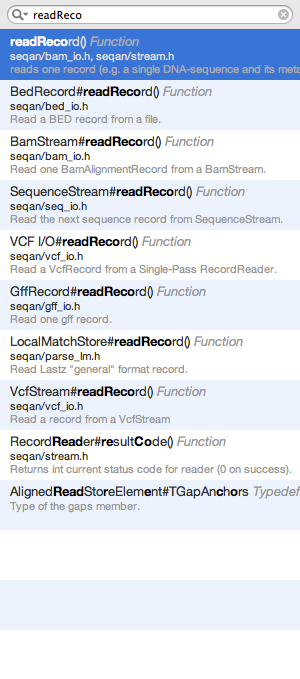 readReco
readRecord() Function
seqan/bam_io.h, seqan/stream.h
reads one record (e.g. a single DNA-sequence and its meta
BedRecord#readRecord() Function
seqan/bed_io.h
Read a BED record from a file.
BamStream#readRecord() Function
seqan/bam_io.h
Read one BamAlignmentRecord from a BamStream.
SequenceStream#readRecord() Function
seqan/seq_io.h
Read the next sequence record from SequenceStream.
VCF I/O#readRecord() Function
seqan/vcf_io.h
Read a VcfRecord from a Single-Pass RecordReader.
GffRecord#readRecord() Function
seqan/gff_io.h
Read one gff record.
LocalMatchStore#readRecord() Function
seqan/parse_lm.h
Read Lastz "general" format record.
VcfStream#readRecord() Function
seqan/vcf_io.h
Read a record from a VcfStream
RecordReader#resultCode() Function
seqan/stream.h
Returns int current status code for reader (0 on success).
AlignedReadStoreElement#TGapAnchors Typedef
Type of the gaps member.